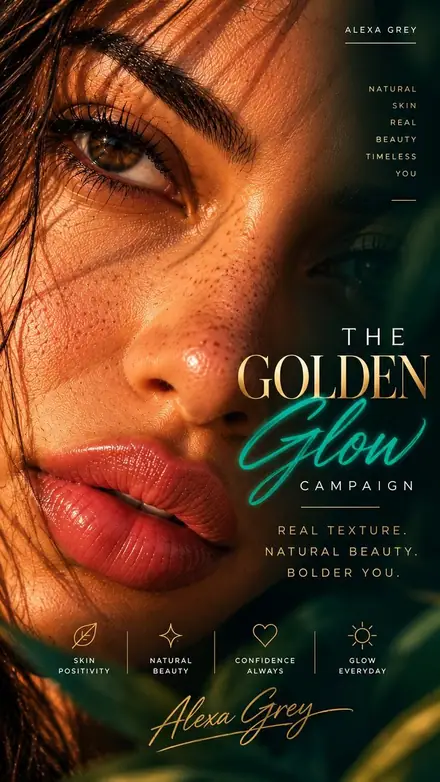 ALEXA GREY
NATURAL
SKIN
REAL
BEAUTY
TIMELESS
YOU
THE
GOLDEN
Glow
CAMPAIGN
REAL TEXTURE.
NATURAL BEAUTY.
BOLDER YOU.
SKIN
POSITIVITY
NATURAL
BEAUTY
CONFIDENCE
ALWAYS
GLOW
EVERYDAY
Alexa Grey